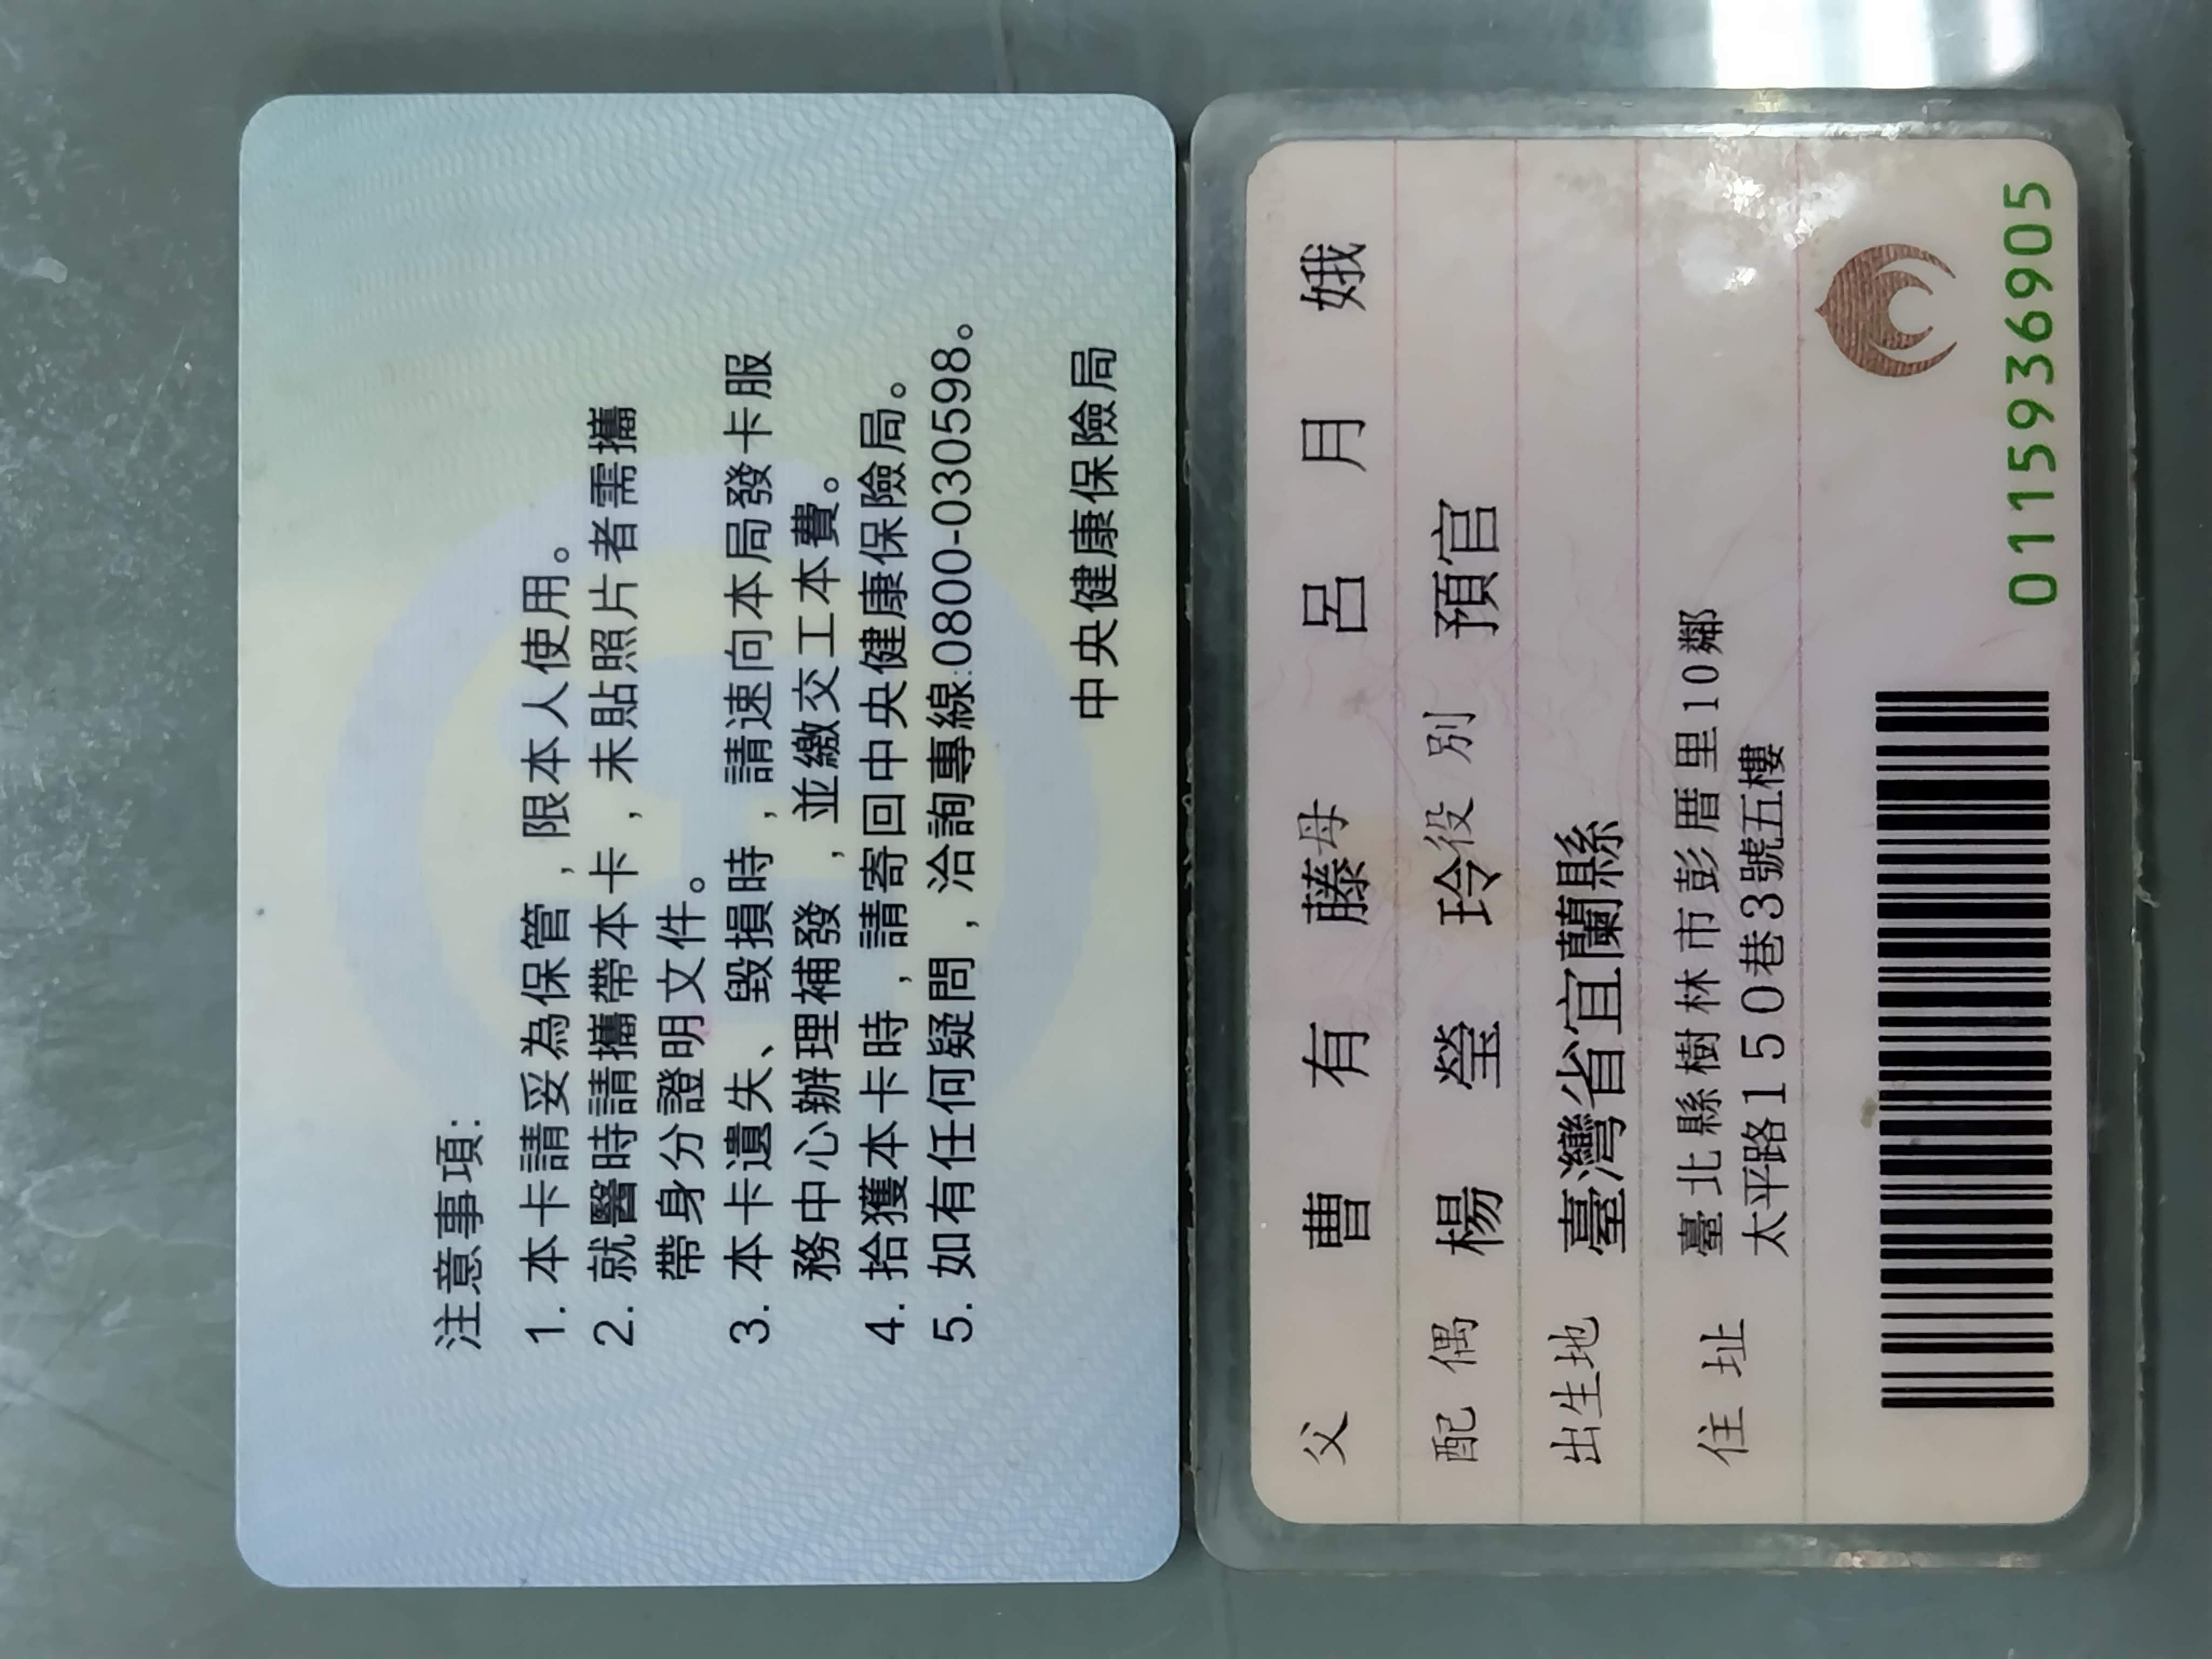 注意事項:
1. 本卡請妥為保管，限本人使用。
2. 就醫時請攜帶本卡，未貼照片者需攜
帶身分證明文件。
3. 本卡遺失、毀損時，請速向本局發卡服
務中心辦理補發，並繳交工本費。
4. 拾獲本卡時，請寄回中央健康保險局。
5. 如有任何疑問，洽詢專線:0800-030598。
中央健康保險局
父 曹有藤 母 呂月娥
配偶 楊瑩玲 役別 預官
出生地 臺灣省宜蘭縣
住址 臺北縣樹林市彭厝里10鄰
太平路150巷3號五樓
0115936905